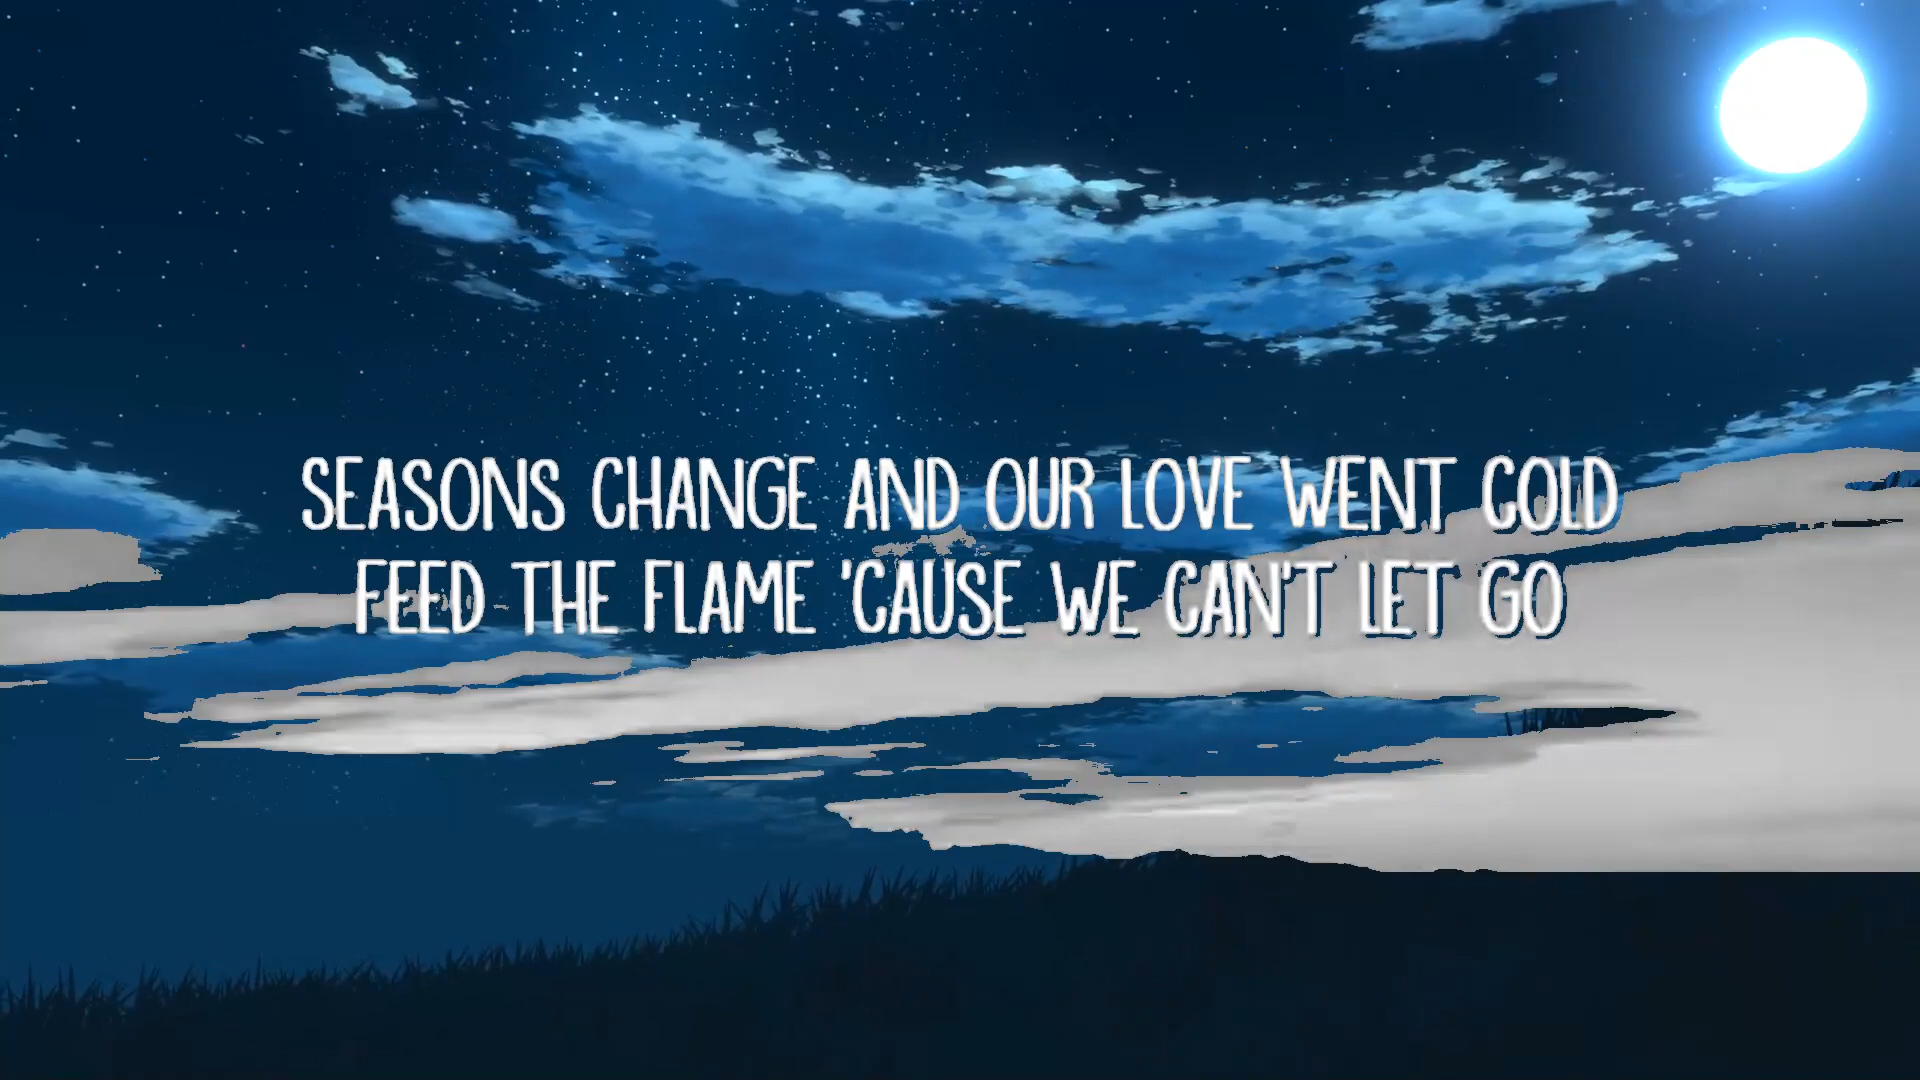 SEASONS CHANGE AND OUR LOVE WENT COLD
FEED THE FLAME 'CAUSE WE CAN'T LET GO